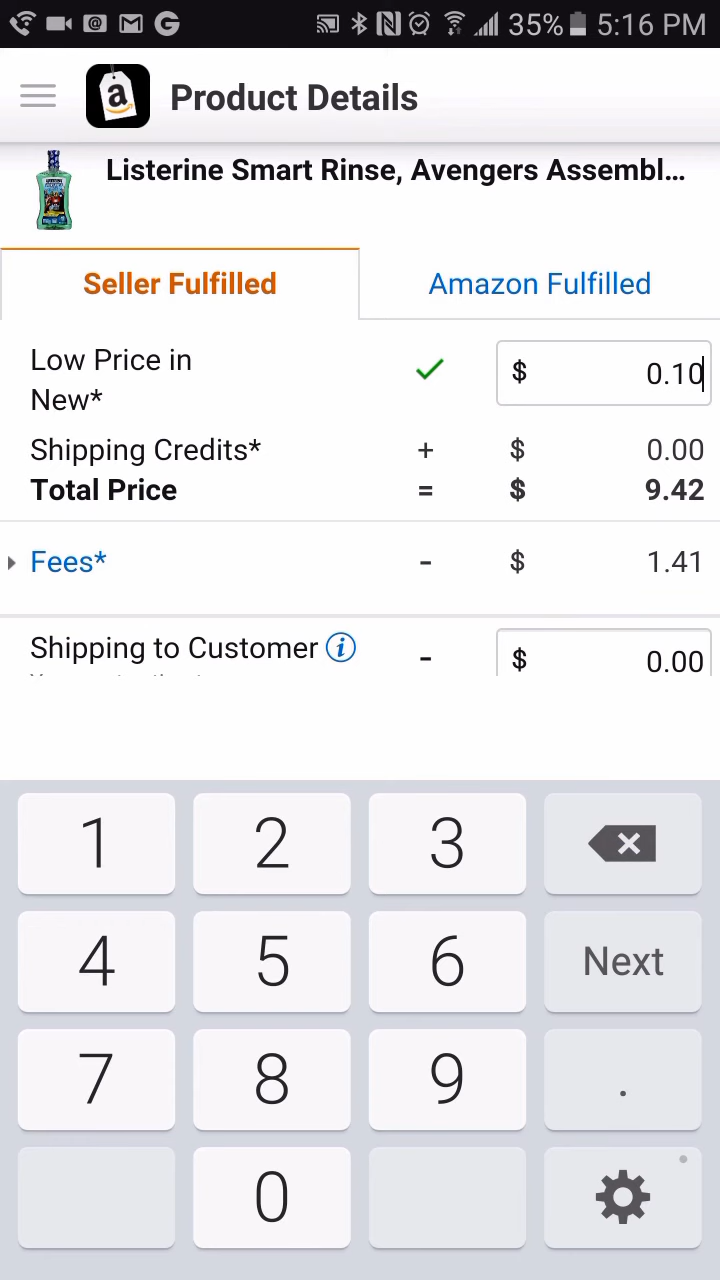 35% 5:16 PM
Product Details
Listerine Smart Rinse, Avengers Assembl...
Seller Fulfilled Amazon Fulfilled
Low Price in
New*
$ 0.10
Shipping Credits* + $ 0.00
Total Price = $ 9.42
Fees* - $ 1.41
Shipping to Customer i - $ 0.00
1 2 3
4 5 6 Next
7 8 9 .
0